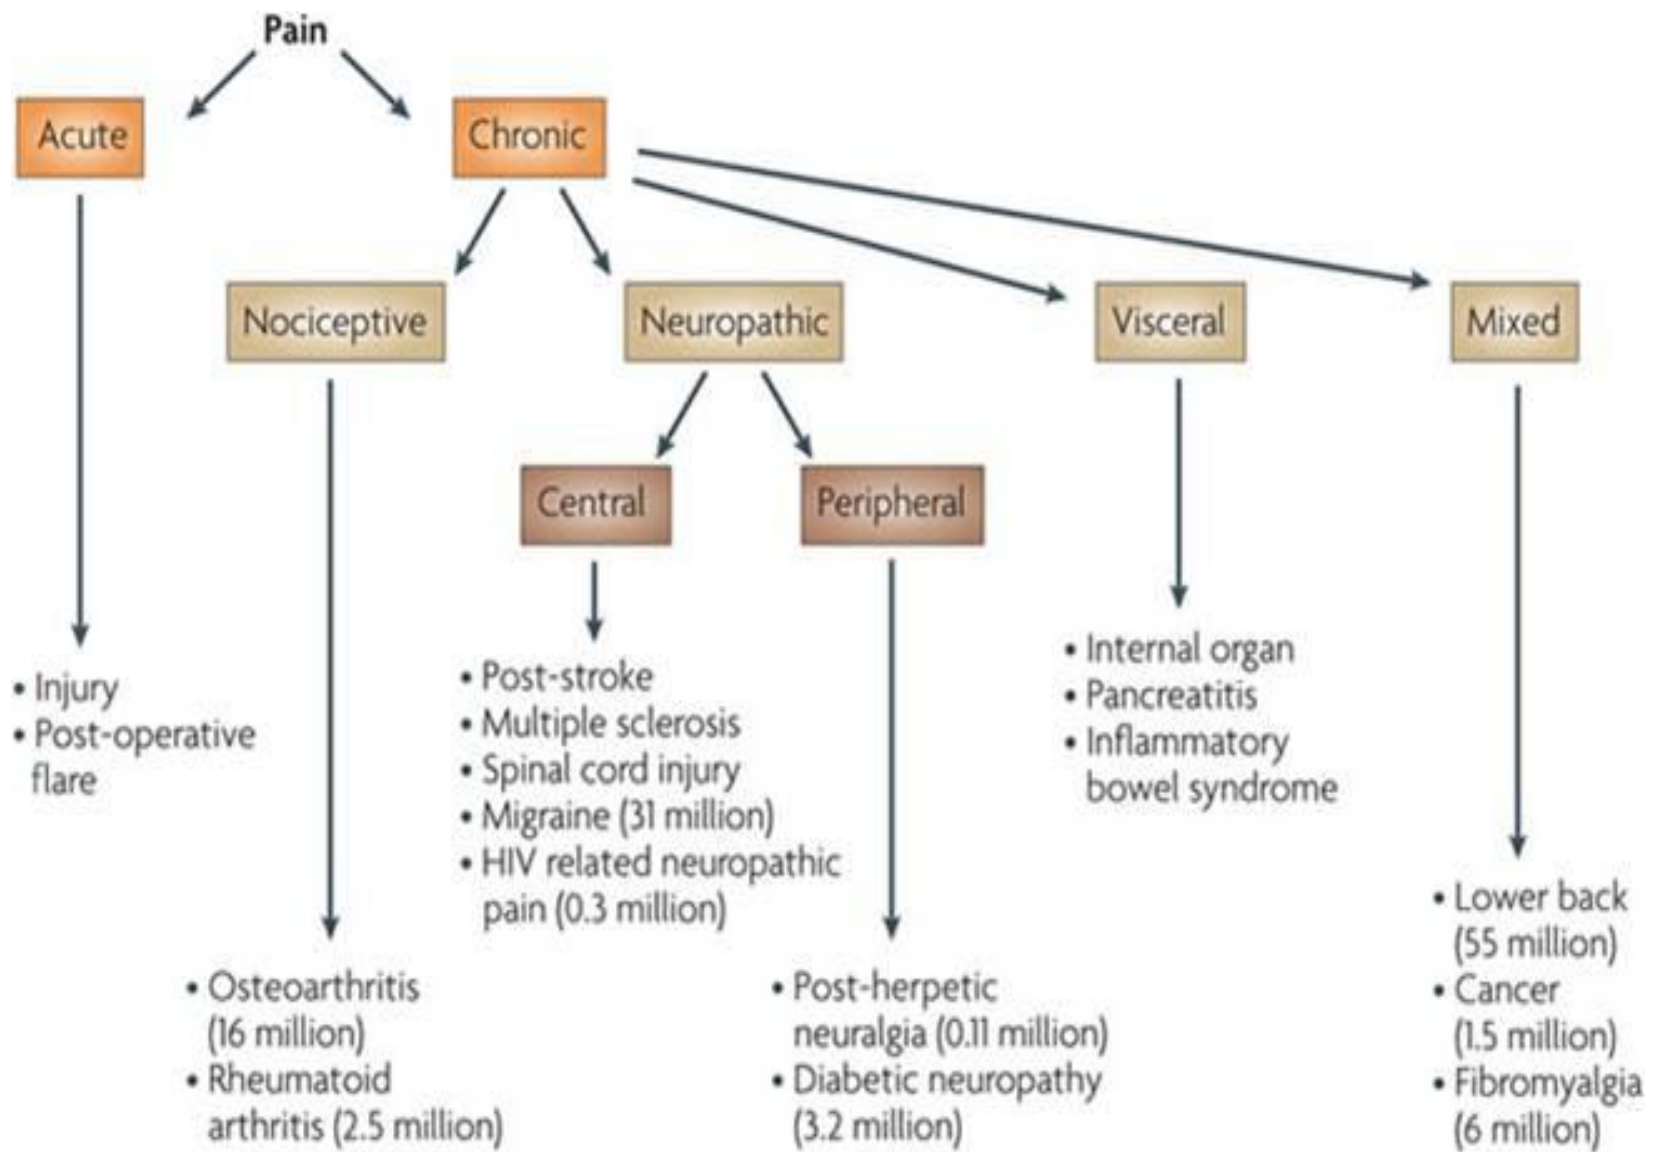 Pain
Acute
Chronic
Nociceptive
Neuropathic
Visceral
Mixed
Central
Peripheral
• Injury
• Post-operative
flare
• Osteoarthritis
(16 million)
• Rheumatoid
arthritis (2.5 million)
• Post-stroke
• Multiple sclerosis
• Spinal cord injury
• Migraine (31 million)
• HIV related neuropathic
pain (0.3 million)
• Post-herpetic
neuralgia (0.11 million)
• Diabetic neuropathy
(3.2 million)
• Internal organ
• Pancreatitis
• Inflammatory
bowel syndrome
• Lower back
(55 million)
• Cancer
(1.5 million)
• Fibromyalgia
(6 million)